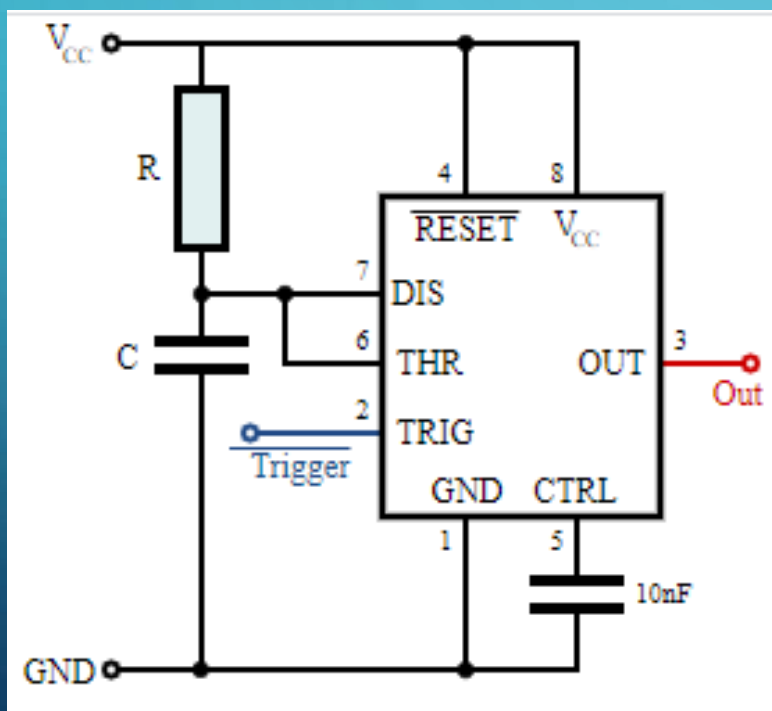 VCC
R
4
8
RESET
VCC
7
DIS
C
6
THR
OUT
3
Out
2
TRIG
Trigger
GND
CTRL
1
5
10nF
GND